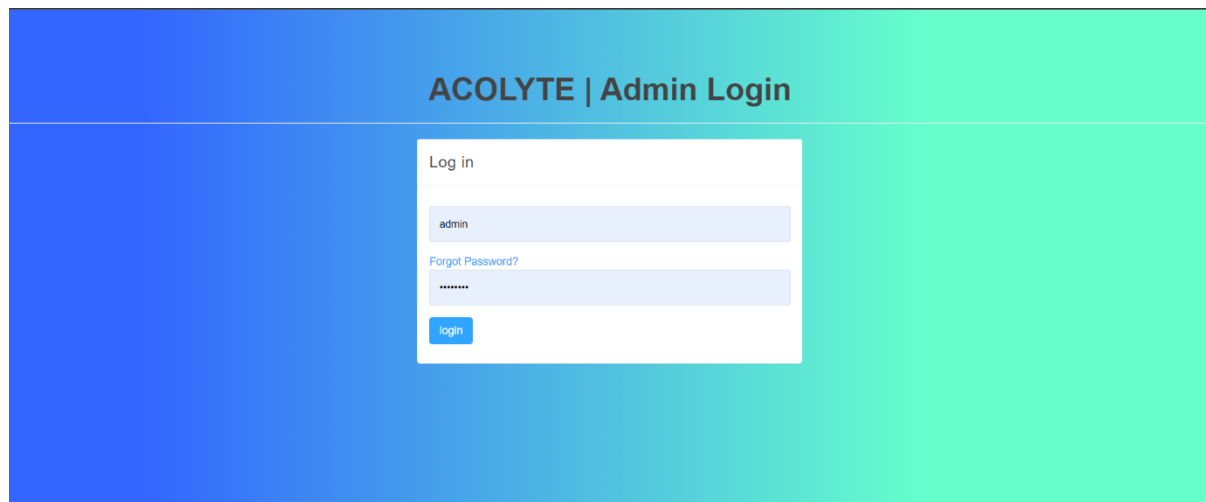 ACOLYTE | Admin Login
Log in
admin
Forgot Password?
••••••••
login